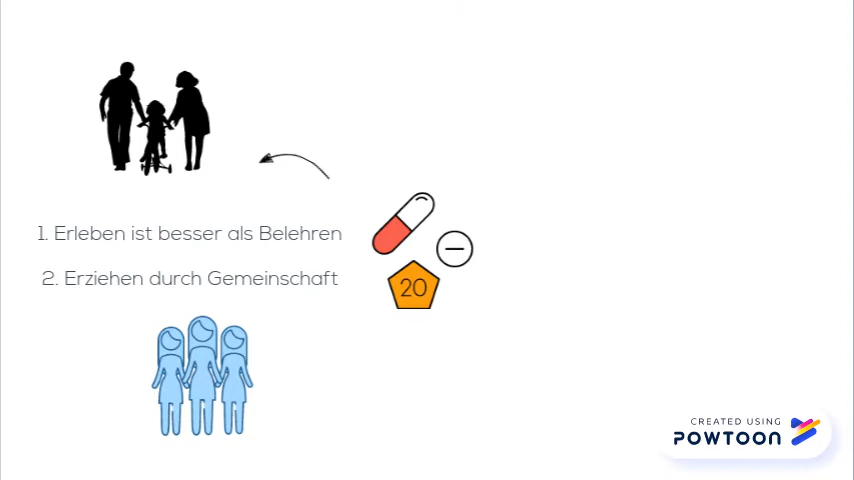 1. Erleben ist besser als Belehren
2. Erziehen durch Gemeinschaft
20
CREATED USING
POWTOON